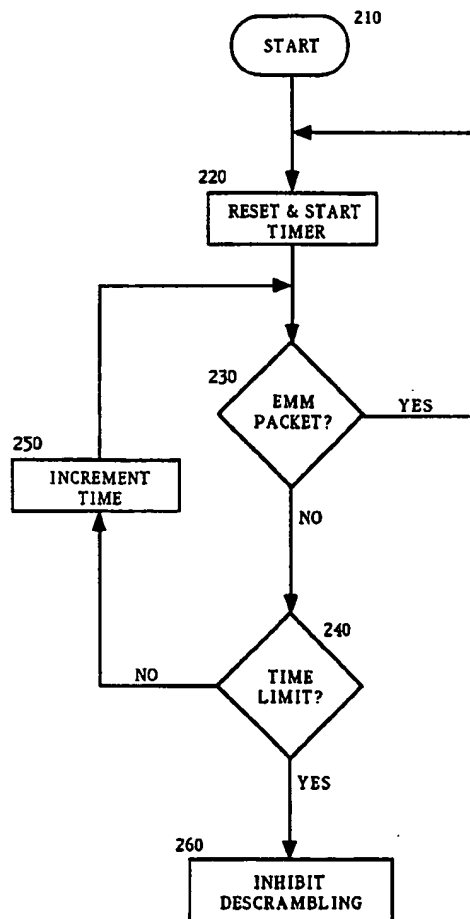 210
START
220
RESET & START
TIMER
230
EMM
PACKET?
YES
250
INCREMENT
TIME
NO
240
TIME
LIMIT?
NO
YES
260
INHIBIT
DESCRAMBLING